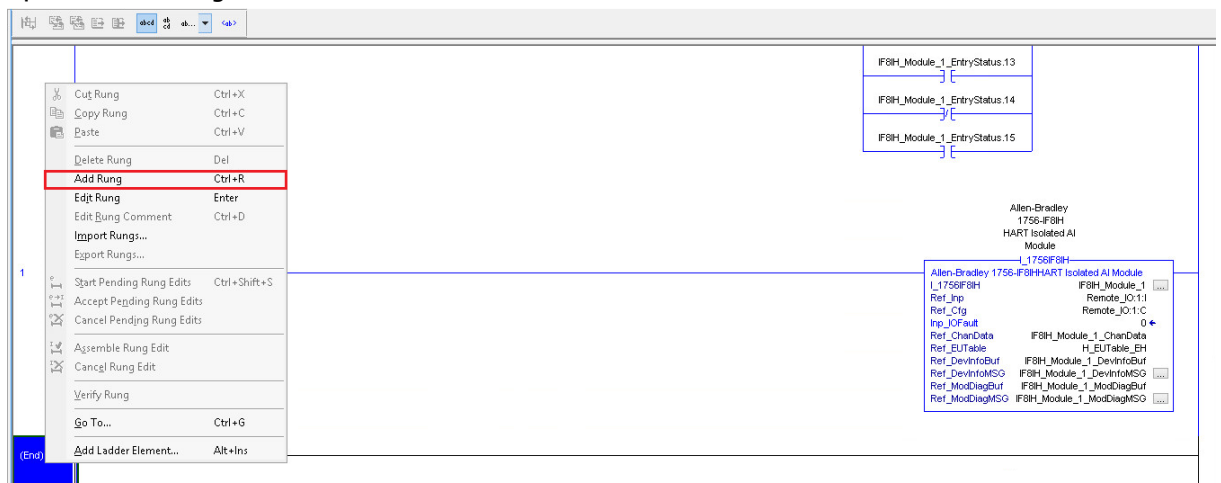 abcd ab cd ab... <ab>
IF8IH_Module_1_EntryStatus.13
IF8IH_Module_1_EntryStatus.14
IF8IH_Module_1_EntryStatus.15
Cut Rung Ctrl+X
Copy Rung Ctrl+C
Paste Ctrl+V
Delete Rung Del
Add Rung Ctrl+R
Edit Rung Enter
Edit Rung Comment Ctrl+D
Import Rungs...
Export Rungs...
Start Pending Rung Edits Ctrl+Shift+S
Accept Pending Rung Edits
Cancel Pending Rung Edits
Assemble Rung Edit
Cancel Rung Edit
Verify Rung
Go To... Ctrl+G
Add Ladder Element... Alt+Ins
1
(End)
Allen-Bradley
1756-IF8IH
HART Isolated AI
Module
I_1756IF8IH
Allen-Bradley 1756-IF8IHHART Isolated AI Module
I_1756IF8IH IF8IH_Module_1 ...
Ref_Inp Remote_IO:1:I
Ref_Cfg Remote_IO:1:C
Inp_IOFault 0
Ref_ChanData IF8IH_Module_1_ChanData
Ref_EUTable H_EUTable_EH
Ref_DevInfoBuf IF8IH_Module_1_DevInfoBuf
Ref_DevInfoMSG IF8IH_Module_1_DevInfoMSG ...
Ref_ModDiagBuf IF8IH_Module_1_ModDiagBuf
Ref_ModDiagMSG IF8IH_Module_1_ModDiagMSG ...